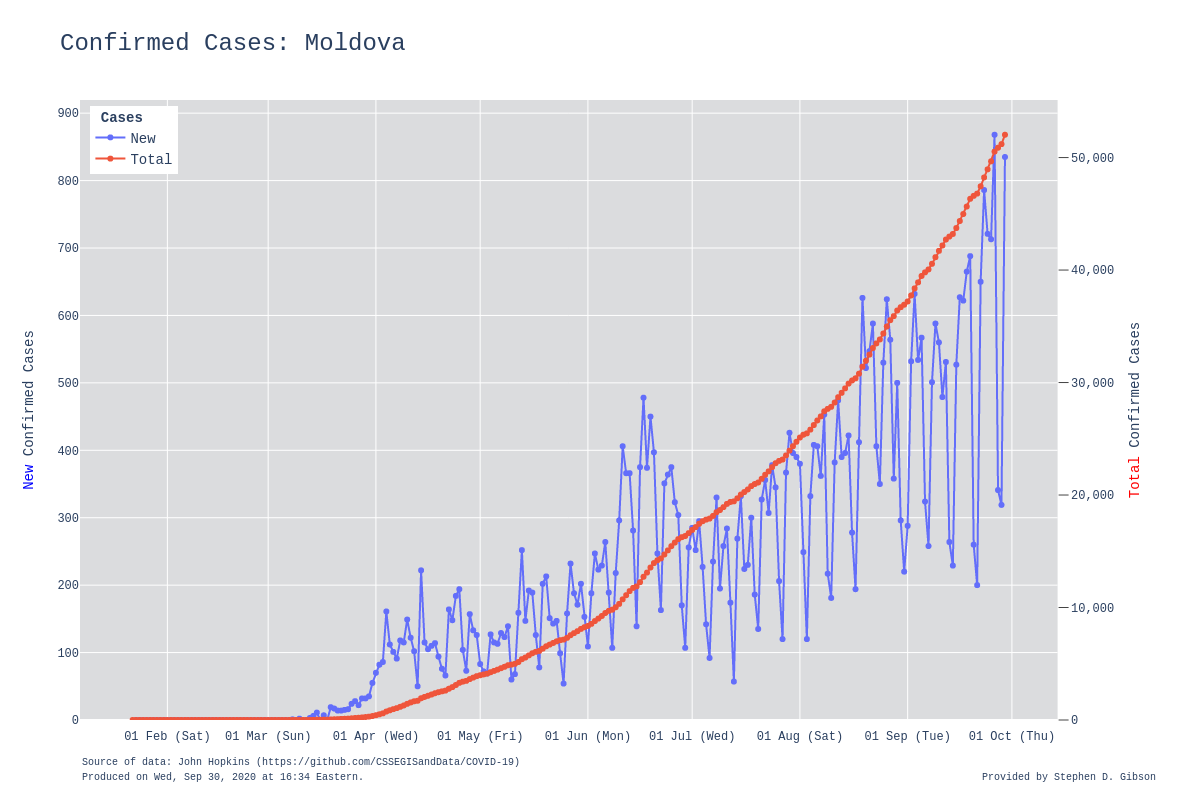 Confirmed Cases: Moldova
Cases
New
Total
900
800
700
600
500
400
300
200
100
0
New Confirmed Cases
50,000
40,000
30,000
20,000
10,000
0
Total Confirmed Cases
01 Feb (Sat) 01 Mar (Sun) 01 Apr (Wed) 01 May (Fri) 01 Jun (Mon) 01 Jul (Wed) 01 Aug (Sat) 01 Sep (Tue) 01 Oct (Thu)
Source of data: John Hopkins (https://github.com/CSSEGISandData/COVID-19)
Produced on Wed, Sep 30, 2020 at 16:34 Eastern.
Provided by Stephen D. Gibson